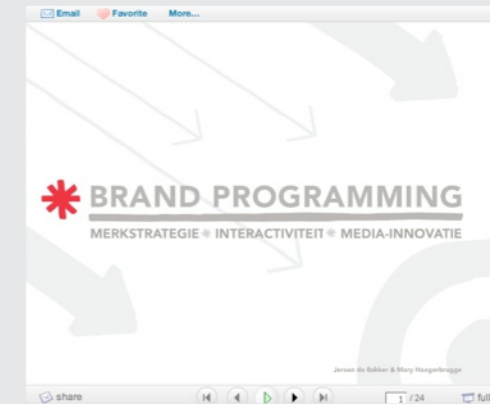 Email Favorite More...
BRAND PROGRAMMING
MERKSTRATEGIE * INTERACTIVITEIT * MEDIA-INNOVATIE
Jeroen de Bakker & Mary Hoogerbrugge
share 1 / 24 full